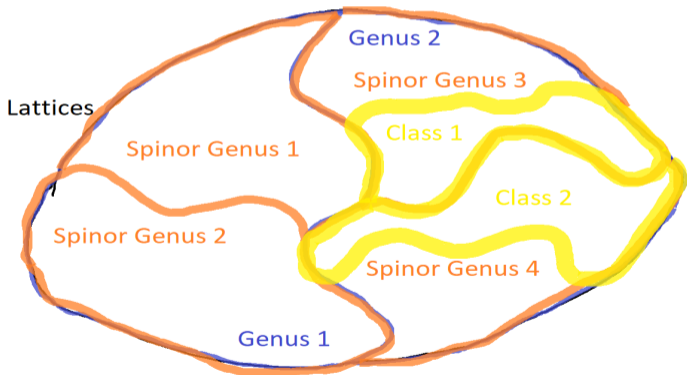 Genus 2
Spinor Genus 3
Lattices
Class 1
Spinor Genus 1
Class 2
Spinor Genus 2
Spinor Genus 4
Genus 1